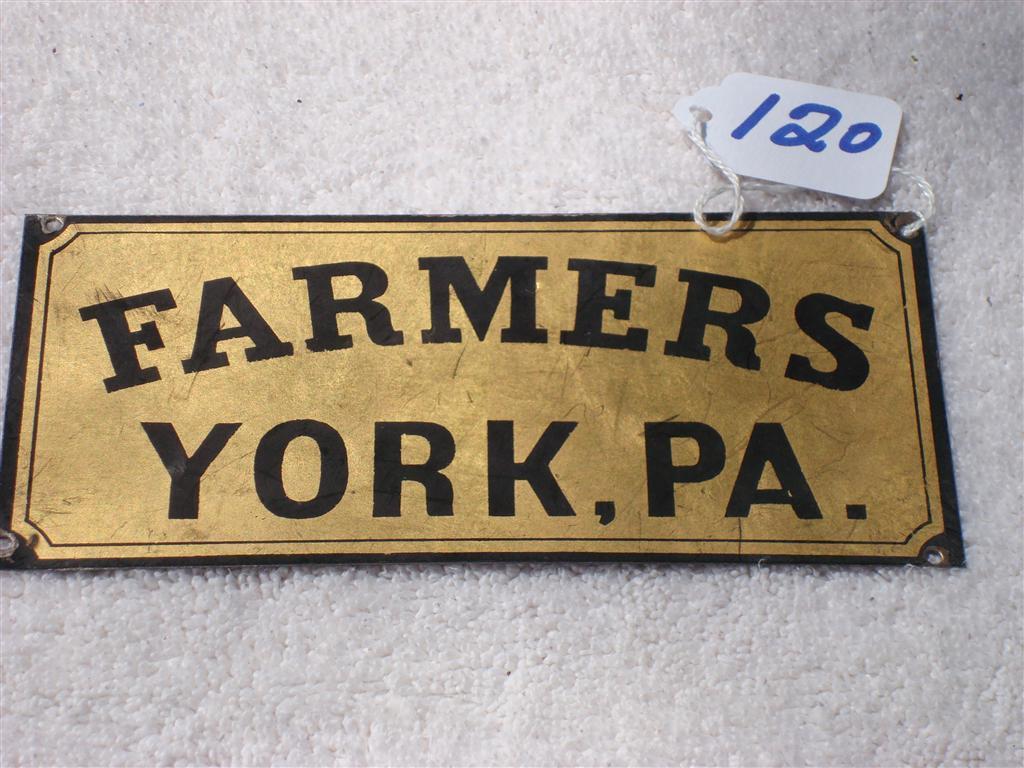 120
FARMERS
YORK, PA.